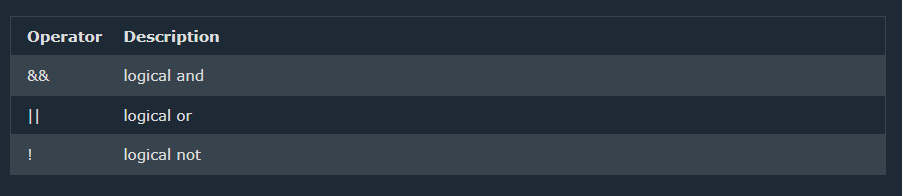 Operator Description
&& logical and
|| logical or
! logical not